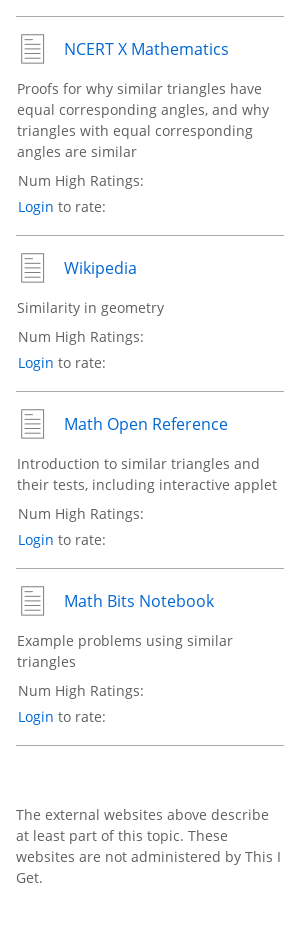 NCERT X Mathematics
Proofs for why similar triangles have
equal corresponding angles, and why
triangles with equal corresponding
angles are similar
Num High Ratings:
Login to rate:
Wikipedia
Similarity in geometry
Num High Ratings:
Login to rate:
Math Open Reference
Introduction to similar triangles and
their tests, including interactive applet
Num High Ratings:
Login to rate:
Math Bits Notebook
Example problems using similar
triangles
Num High Ratings:
Login to rate:
The external websites above describe
at least part of this topic. These
websites are not administered by This I
Get.